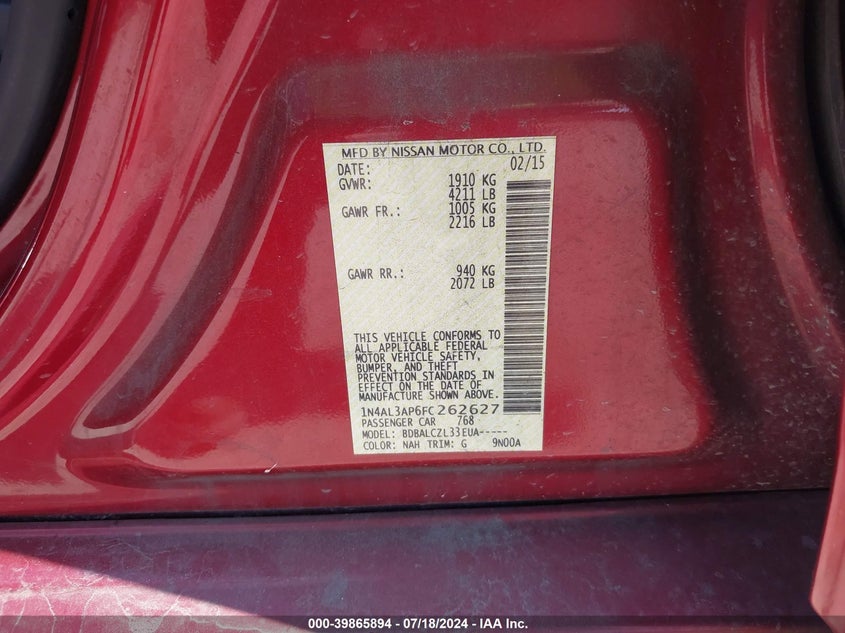 MFD BY NISSAN MOTOR CO., LTD.
DATE: 02/15
GVWR: 1910 KG
4211 LB
GAWR FR.: 1005 KG
2216 LB
GAWR RR.: 940 KG
2072 LB
THIS VEHICLE CONFORMS TO
ALL APPLICABLE FEDERAL
MOTOR VEHICLE SAFETY,
BUMPER, AND THEFT
PREVENTION STANDARDS IN
EFFECT ON THE DATE OF
MANUFACTURE SHOWN ABOVE.
1N4AL3AP6FC262627
PASSENGER CAR 768
MODEL: BDBALCZL33EUA-----
COLOR: NAH TRIM: G 9N00A
000-39865894 - 07/18/2024 - IAA Inc.